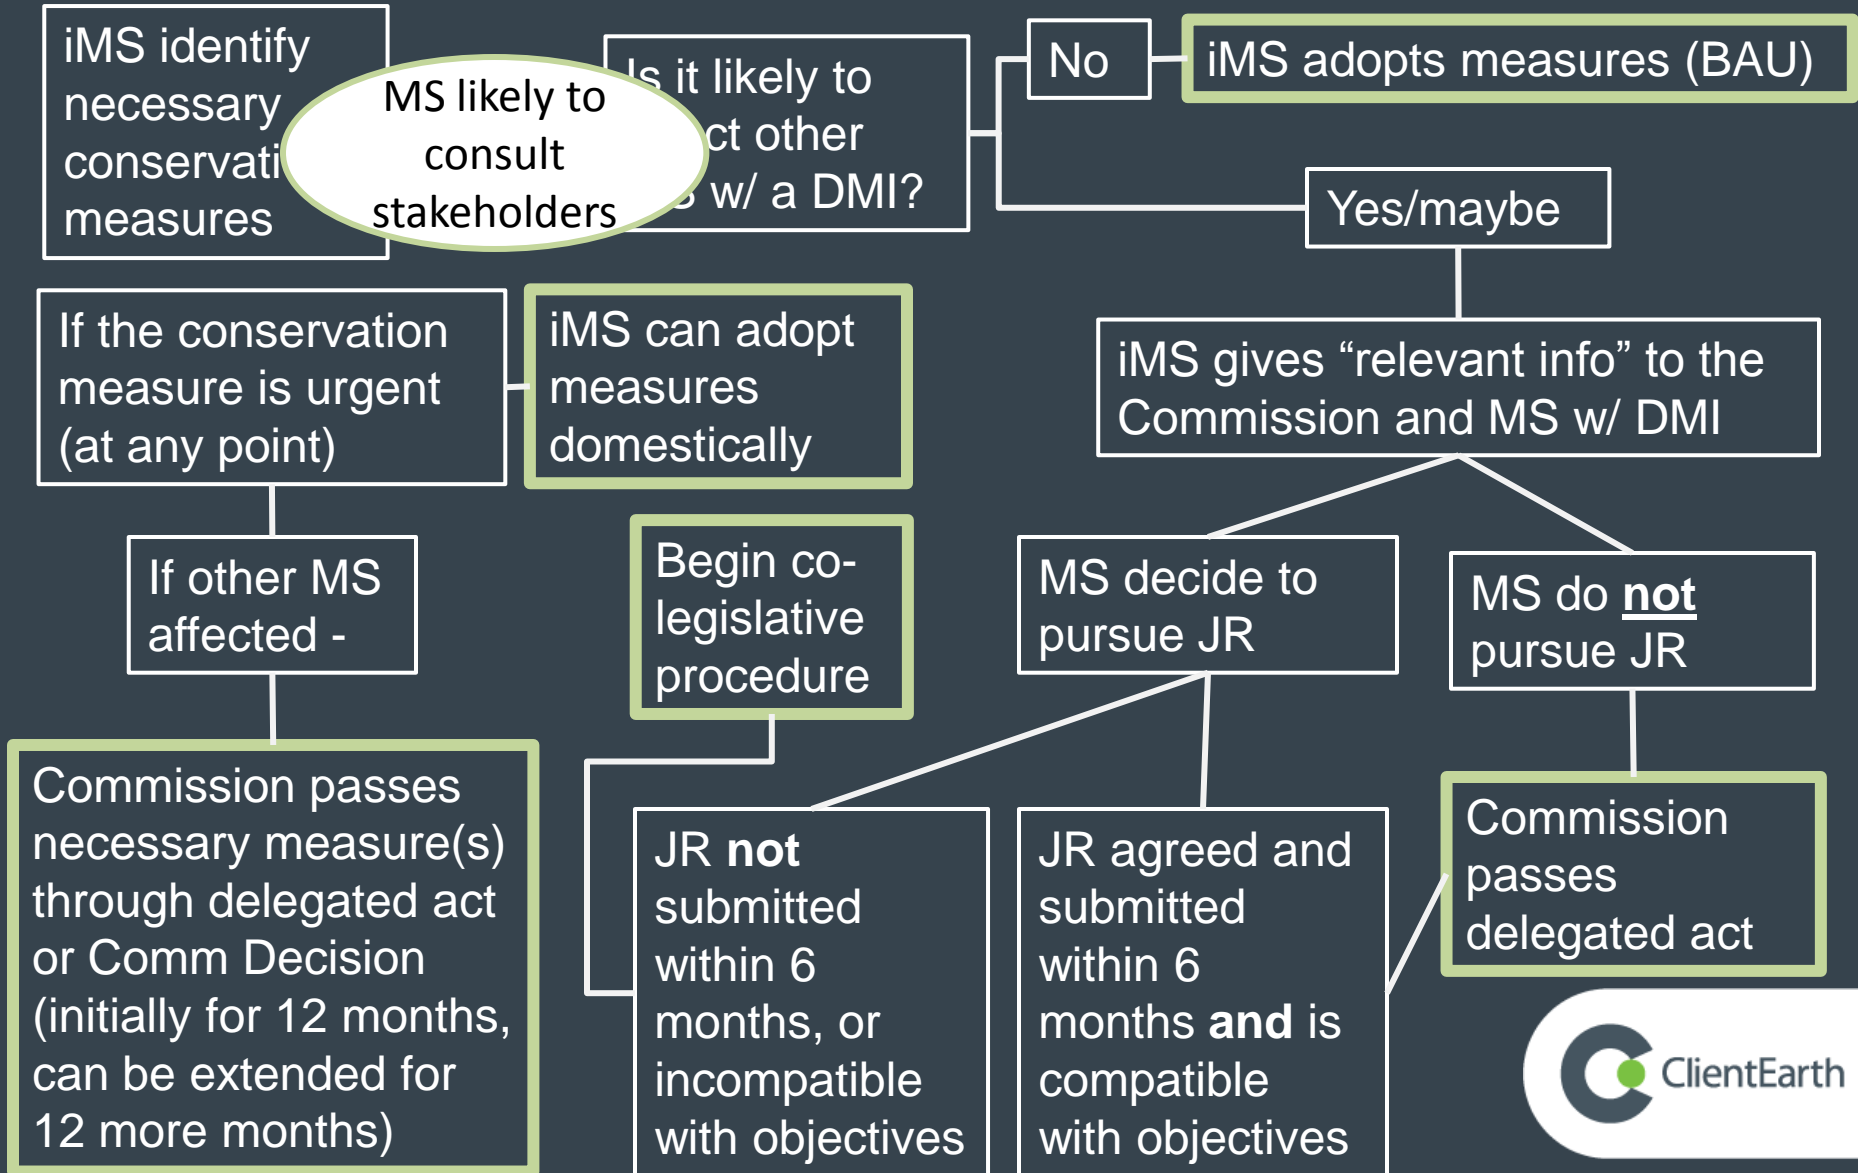 iMS identify
necessary
measures
MS likely to
consult
stakeholders
it likely to
other
w/ a DMI?
No
iMS adopts measures (BAU)
Yes/maybe
If the conservation
measure is urgent
(at any point)
iMS can adopt
measures
domestically
iMS gives “relevant info” to the
Commission and MS w/ DMI
If other MS
affected -
Begin co-
legislative
procedure
MS decide to
pursue JR
MS do not
pursue JR
Commission passes
necessary measure(s)
through delegated act
or Comm Decision
(initially for 12 months,
can be extended for
12 more months)
JR not
submitted
within 6
months, or
incompatible
with objectives
JR agreed and
submitted
within 6
months and is
compatible
with objectives
Commission
passes
delegated act
ClientEarth